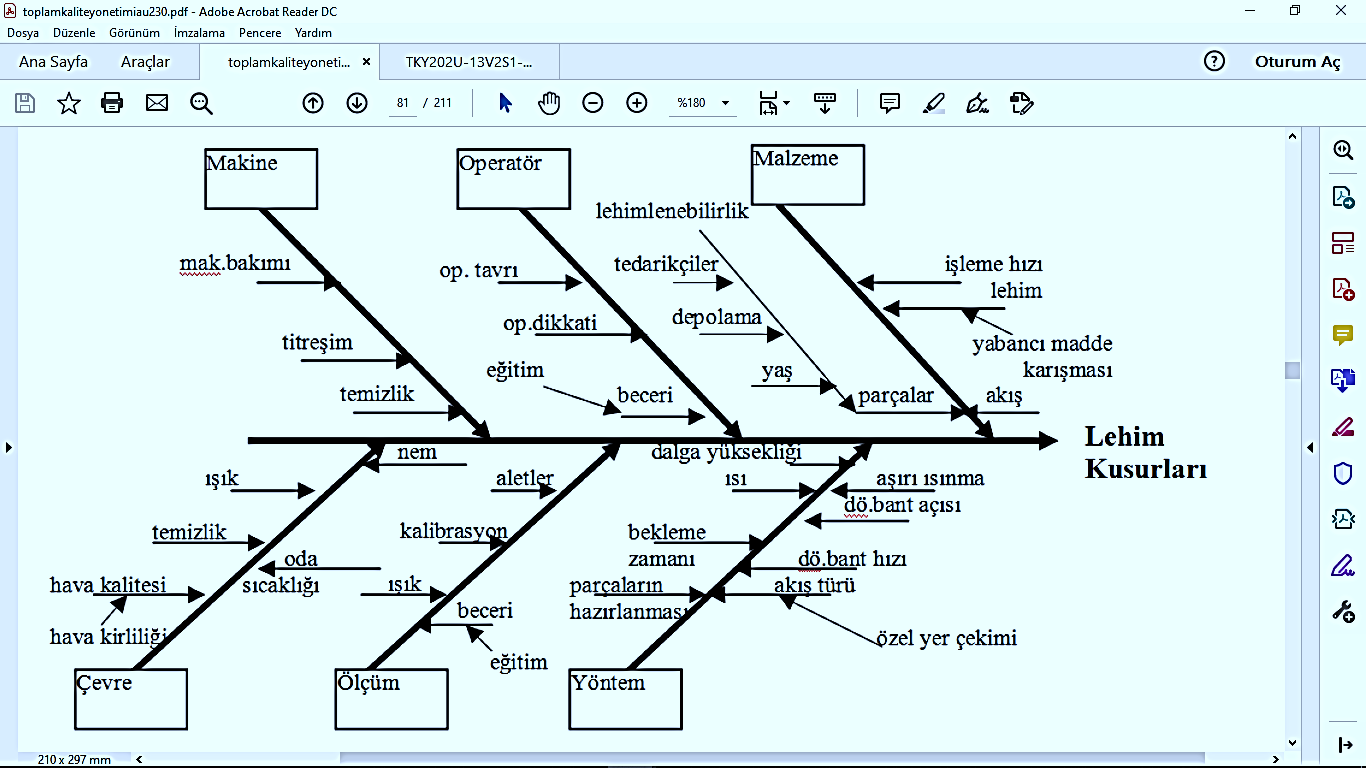 toplamkaliteyonetimiau230.pdf - Adobe Acrobat Reader DC
Dosya Düzenle Görünüm İmzalama Pencere Yardım
Ana Sayfa Araçlar toplamkaliteyoneti... × TKY202U-13V2S1-... ? Oturum Aç
81 / 211 %180
Makine
Operatör
Malzeme
lehimlenebilirlik
mak.bakımı
op. tavrı
tedarikçiler
işleme hızı
lehim
op.dikkati
depolama
titreşim
yabancı madde
karışması
eğitim
yaş
temizlik
beceri
parçalar
akış
Lehim
Kusurları
nem
dalga yüksekliği
ışık
aletler
ısı
aşırı ısınma
dö.bant açısı
temizlik
kalibrasyon
bekleme
zamanı
oda
sıcaklığı
dö.bant hızı
hava kalitesi
ışık
parçaların
hazırlanması
akış türü
beceri
hava kirliliği
özel yer çekimi
eğitim
Çevre
Ölçüm
Yöntem
210 x 297 mm